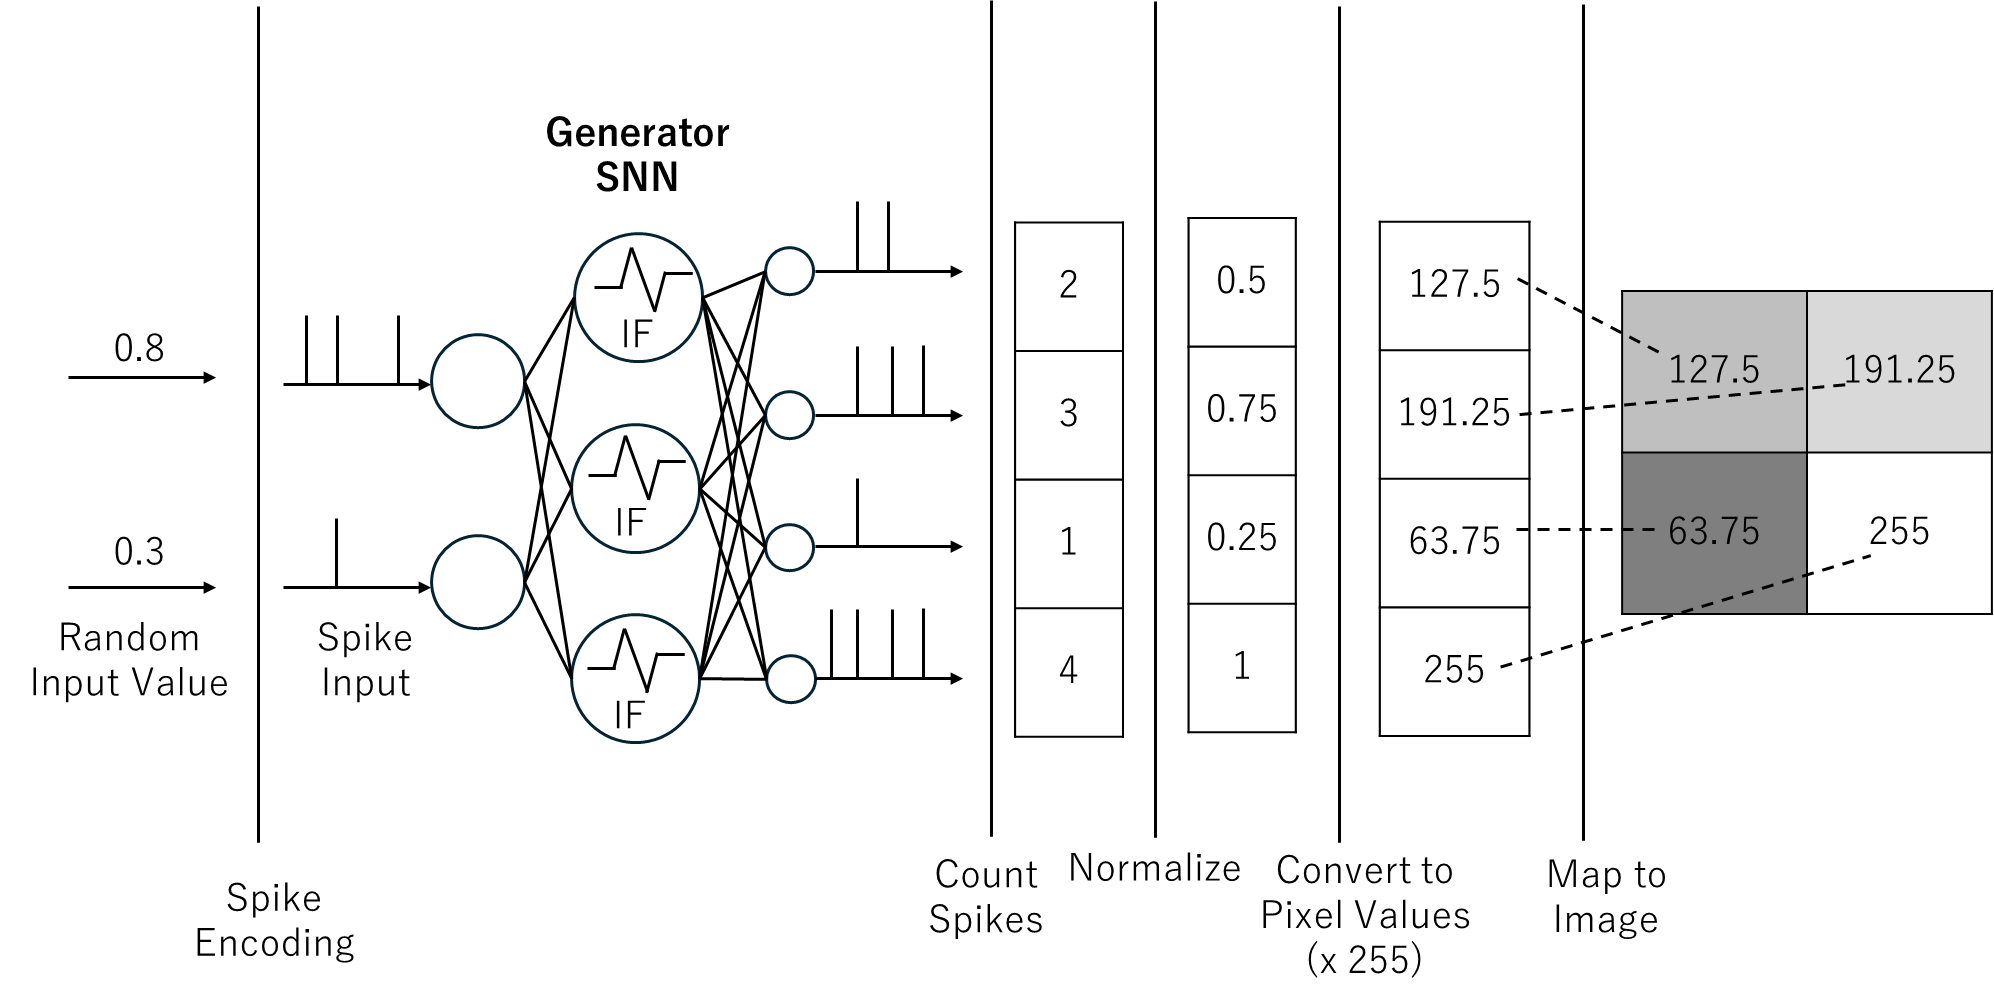 Generator
SNN
0.8
0.3
Random
Input Value
Spike
Input
IF
IF
IF
2
3
1
4
0.5
0.75
0.25
1
127.5
191.25
63.75
255
127.5
191.25
63.75
255
Spike
Encoding
Count
Spikes
Normalize
Convert to
Pixel Values
(x 255)
Map to
Image